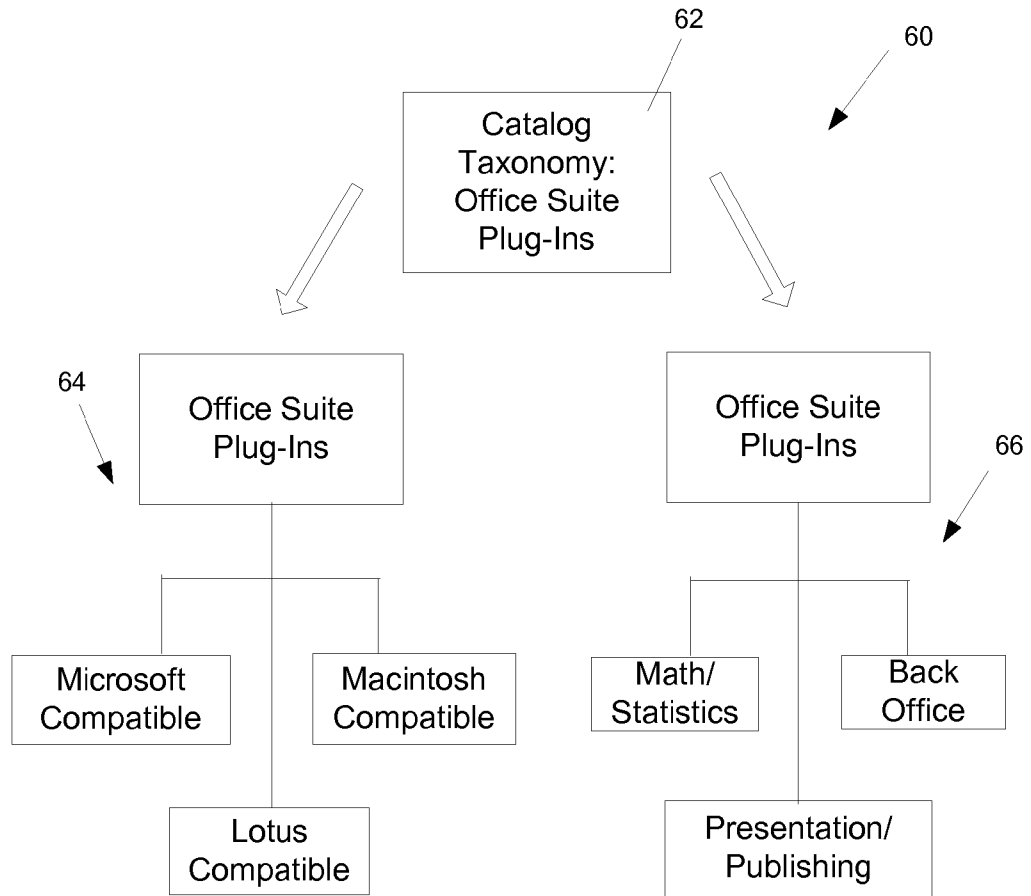 62
60
Catalog
Taxonomy:
Office Suite
Plug-Ins
64
Office Suite
Plug-Ins
Office Suite
Plug-Ins
66
Microsoft
Compatible
Macintosh
Compatible
Math/
Statistics
Back
Office
Lotus
Compatible
Presentation/
Publishing